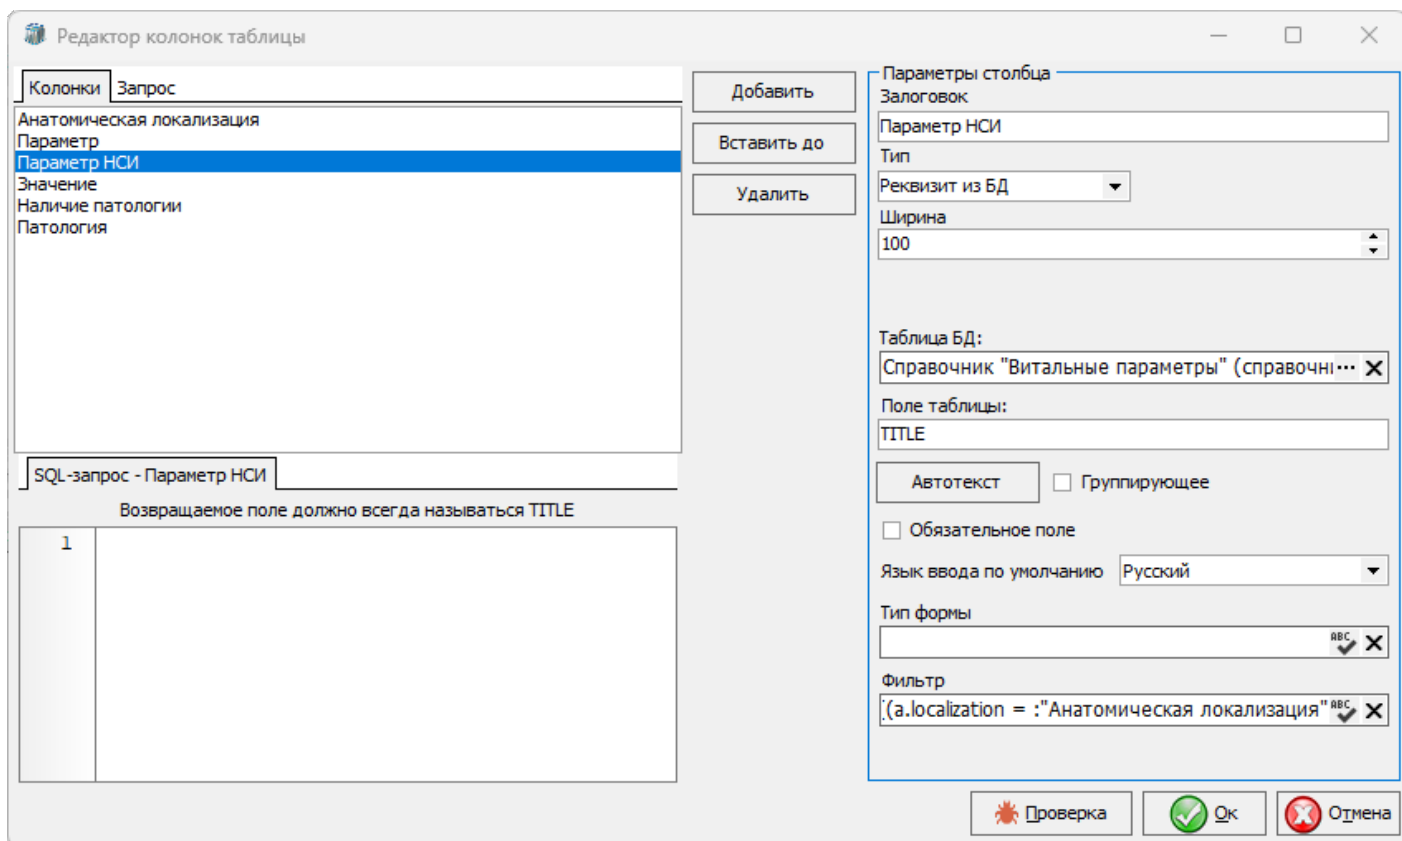 Редактор колонок таблицы
Колонки Запрос
Анатомическая локализация
Параметр
Параметр НСИ
Значение
Наличие патологии
Патология
SQL-запрос - Параметр НСИ
Возвращаемое поле должно всегда называться TITLE
1
Добавить
Вставить до
Удалить
Параметры столбца
Залоговок
Параметр НСИ
Тип
Реквизит из БД
Ширина
100
Таблица БД:
Справочник "Витальные параметры" (справочни ...
Поле таблицы:
TITLE
Автотекст Группирующее
Обязательное поле
Язык ввода по умолчанию Русский
Тип формы
ABC
Фильтр
(a.localization = :"Анатомическая локализация" ABC
Проверка Ок Отмена